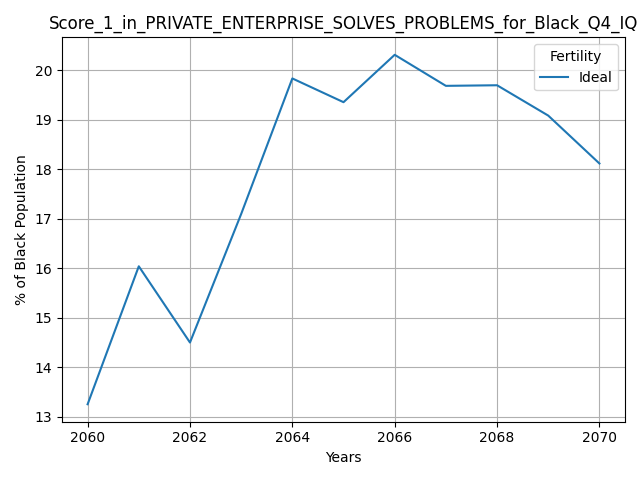 Score_1_in_PRIVATE_ENTERPRISE_SOLVES_PROBLEMS_for_Black_Q4_IQ
Fertility
Ideal
% of Black Population
20
19
18
17
16
15
14
13
2060
2062
2064
2066
2068
2070
Years